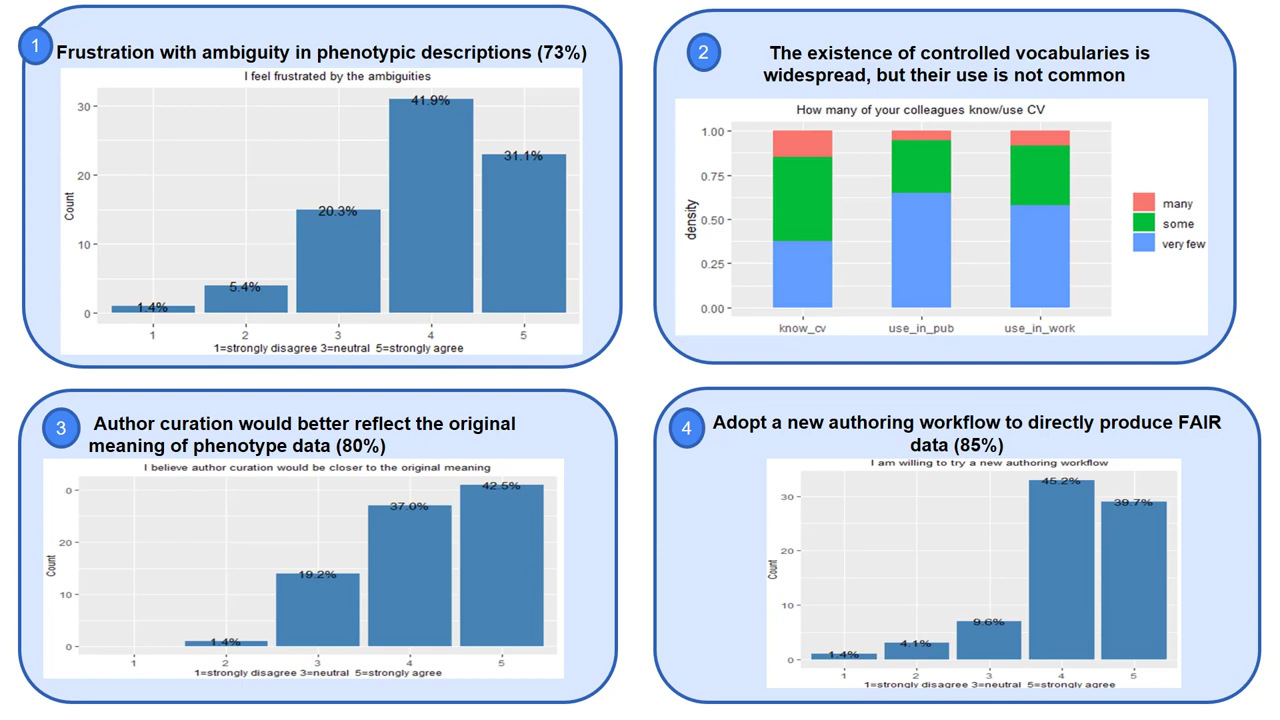 1
Frustration with ambiguity in phenotypic descriptions (73%)
I feel frustrated by the ambiguities
30
20
10
0
Count
41.9%
31.1%
20.3%
5.4%
1.4%
1
2
3
4
5
1=strongly disagree 3=neutral 5=strongly agree
2
The existence of controlled vocabularies is
widespread, but their use is not common
How many of your colleagues know/use CV
1.00
0.75
0.50
0.25
0.00
density
know_cv
use_in_pub
use_in_work
many
some
very few
3
Author curation would better reflect the original
meaning of phenotype data (80%)
I believe author curation would be closer to the original meaning
0
20
10
0
Count
42.5%
37.0%
19.2%
1.4%
1
2
3
4
5
1=strongly disagree 3=neutral 5=strongly agree
4
Adopt a new authoring workflow to directly produce FAIR
data (85%)
I am willing to try a new authoring workflow
30
20
10
0
Count
45.2%
39.7%
9.6%
4.1%
1.4%
1
2
3
4
5
1=strongly disagree 3=neutral 5=strongly agree